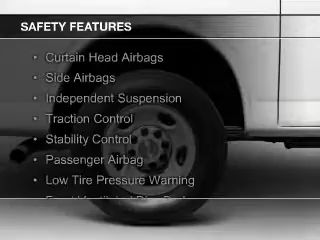 SAFETY FEATURES
• Curtain Head Airbags
• Side Airbags
• Independent Suspension
• Traction Control
• Stability Control
• Passenger Airbag
• Low Tire Pressure Warning